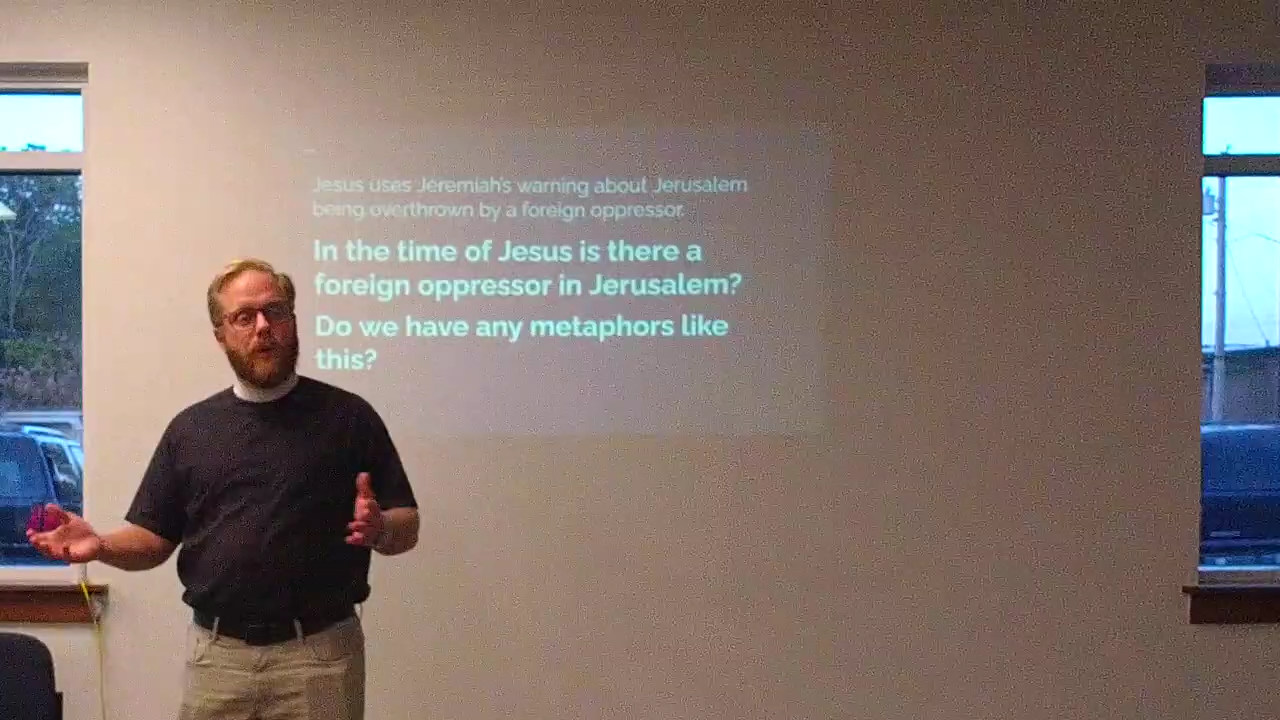 Jesus uses Jeremiah's warning about Jerusalem
being overthrown by a foreign oppressor.
In the time of Jesus is there a
foreign oppressor in Jerusalem?
Do we have any metaphors like
this?